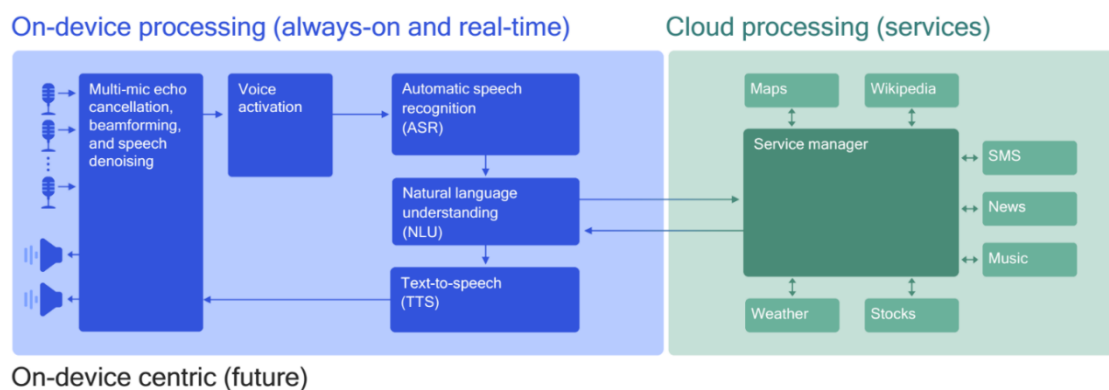 On-device processing (always-on and real-time)
Cloud processing (services)
Multi-mic echo
cancellation,
beamforming,
and speech
denoising
Voice
activation
Automatic speech
recognition
(ASR)
Natural language
understanding
(NLU)
Text-to-speech
(TTS)
Maps
Wikipedia
Service manager
SMS
News
Music
Weather
Stocks
On-device centric (future)